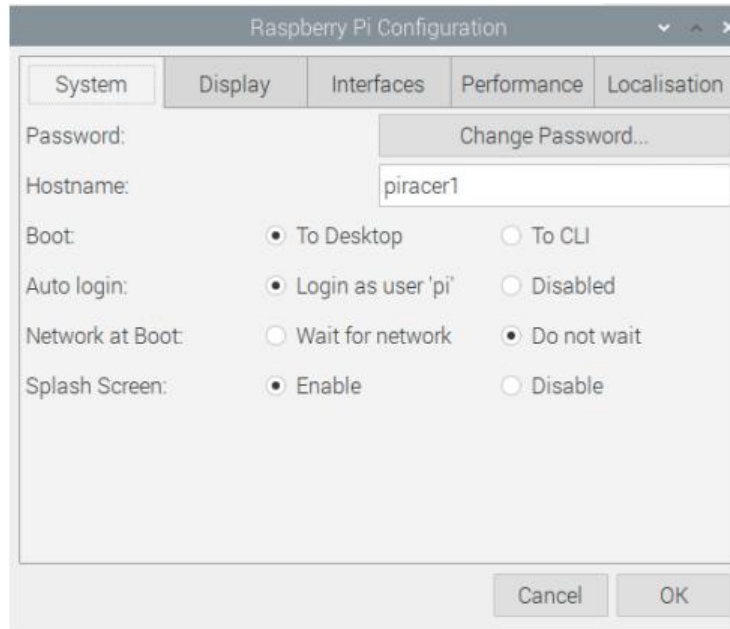 Raspberry Pi Configuration
System Display Interfaces Performance Localisation
Password: Change Password...
Hostname: piracer1
Boot: To Desktop To CLI
Auto login: Login as user 'pi' Disabled
Network at Boot: Wait for network Do not wait
Splash Screen: Enable Disable
Cancel OK